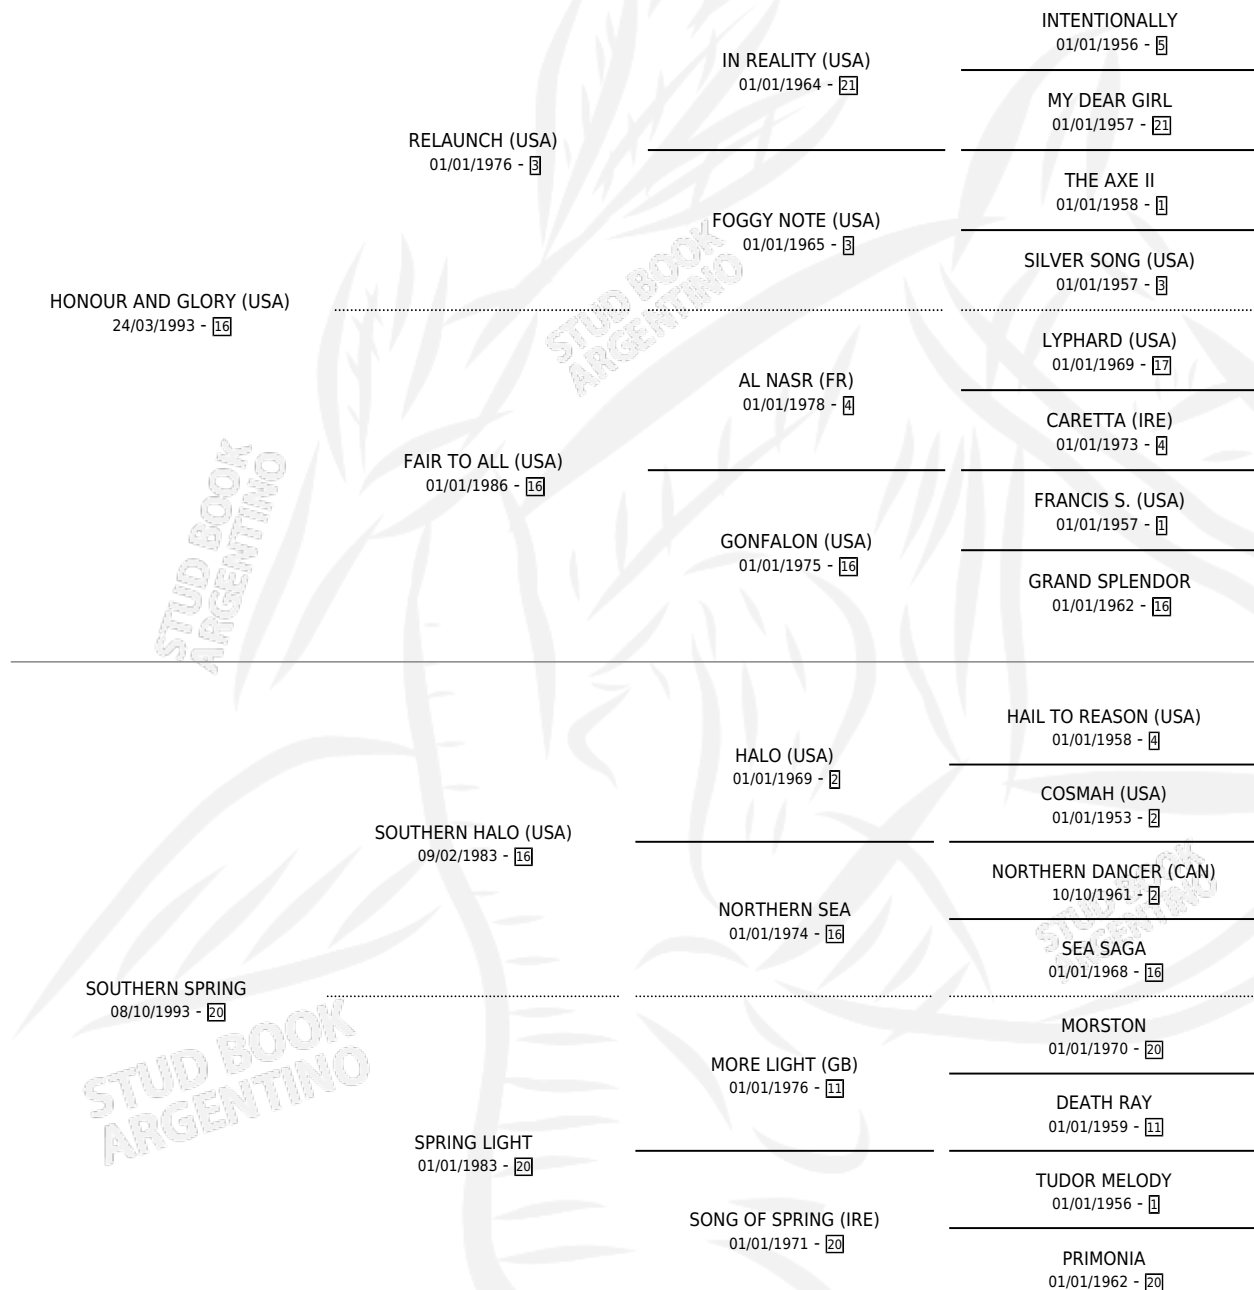 INTENTIONALLY
01/01/1956 - 5
IN REALITY (USA)
01/01/1964 - 21
MY DEAR GIRL
01/01/1957 - 21
RELAUNCH (USA)
01/01/1976 - 3
THE AXE II
01/01/1958 - 1
FOGGY NOTE (USA)
01/01/1965 - 3
SILVER SONG (USA)
01/01/1957 - 3
HONOUR AND GLORY (USA)
24/03/1993 - 16
LYPHARD (USA)
01/01/1969 - 17
AL NASR (FR)
01/01/1978 - 4
CARETTA (IRE)
01/01/1973 - 4
FAIR TO ALL (USA)
01/01/1986 - 16
FRANCIS S. (USA)
01/01/1957 - 1
GONFALON (USA)
01/01/1975 - 16
GRAND SPLENDOR
01/01/1962 - 16
HAIL TO REASON (USA)
01/01/1958 - 4
HALO (USA)
01/01/1969 - 2
COSMAH (USA)
01/01/1953 - 2
SOUTHERN HALO (USA)
09/02/1983 - 16
NORTHERN DANCER (CAN)
10/10/1961 - 2
NORTHERN SEA
01/01/1974 - 16
SEA SAGA
01/01/1968 - 16
SOUTHERN SPRING
08/10/1993 - 20
MORSTON
01/01/1970 - 20
MORE LIGHT (GB)
01/01/1976 - 11
DEATH RAY
01/01/1959 - 11
SPRING LIGHT
01/01/1983 - 20
TUDOR MELODY
01/01/1956 - 1
SONG OF SPRING (IRE)
01/01/1971 - 20
PRIMONIA
01/01/1962 - 20
STUD BOOK
ARGENTINO
STUD BOOK
ARGENTINO
STUD BOOK
ARGENTINO
STUD BOOK
ARGENTINO